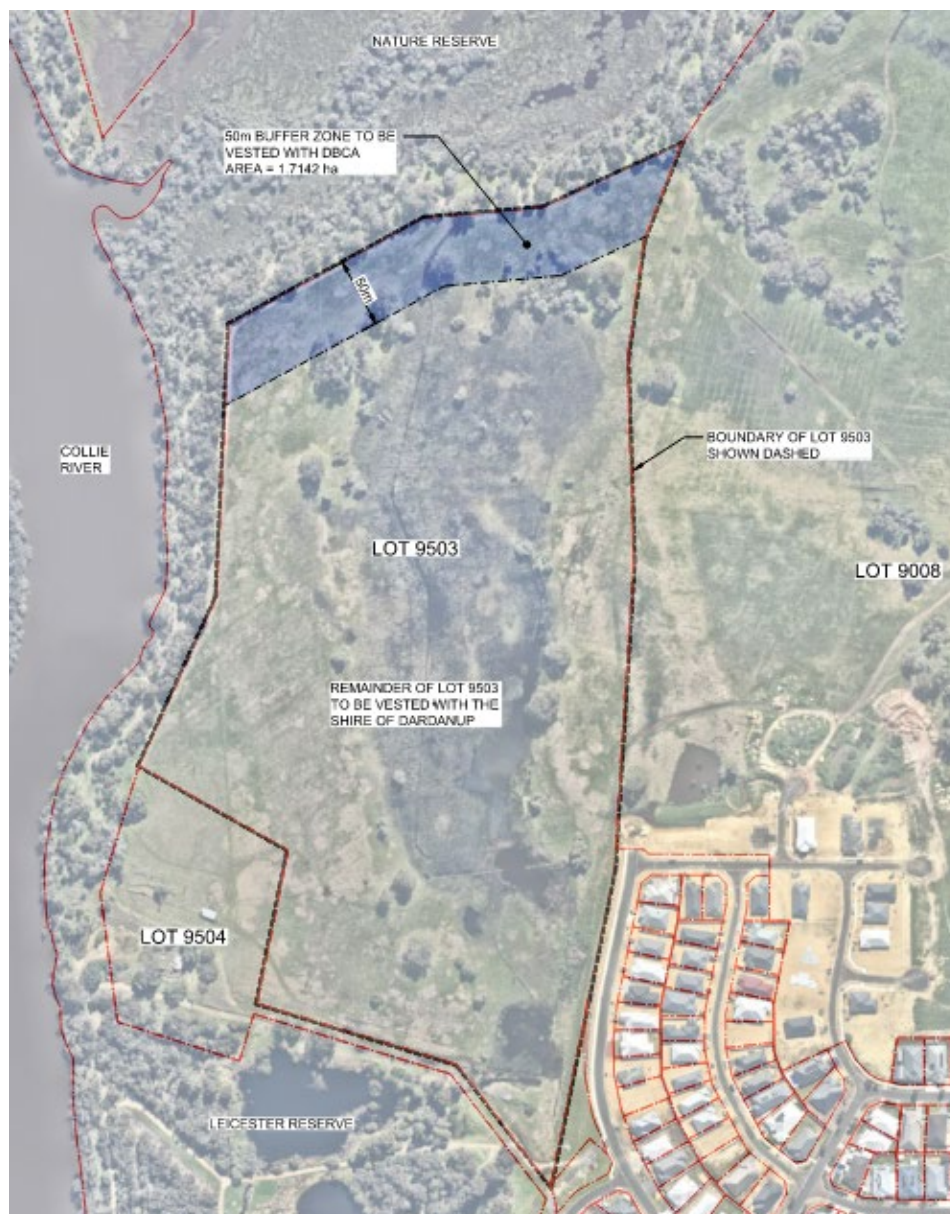 NATURE RESERVE
50m BUFFER ZONE TO BE
VESTED WITH DBCA
AREA = 1.7142 ha
50m
COLLIE
RIVER
BOUNDARY OF LOT 9503
SHOWN DASHED
LOT 9503
LOT 9008
REMAINDER OF LOT 9503
TO BE VESTED WITH THE
SHIRE OF DARDANUP
LOT 9504
LEICESTER RESERVE